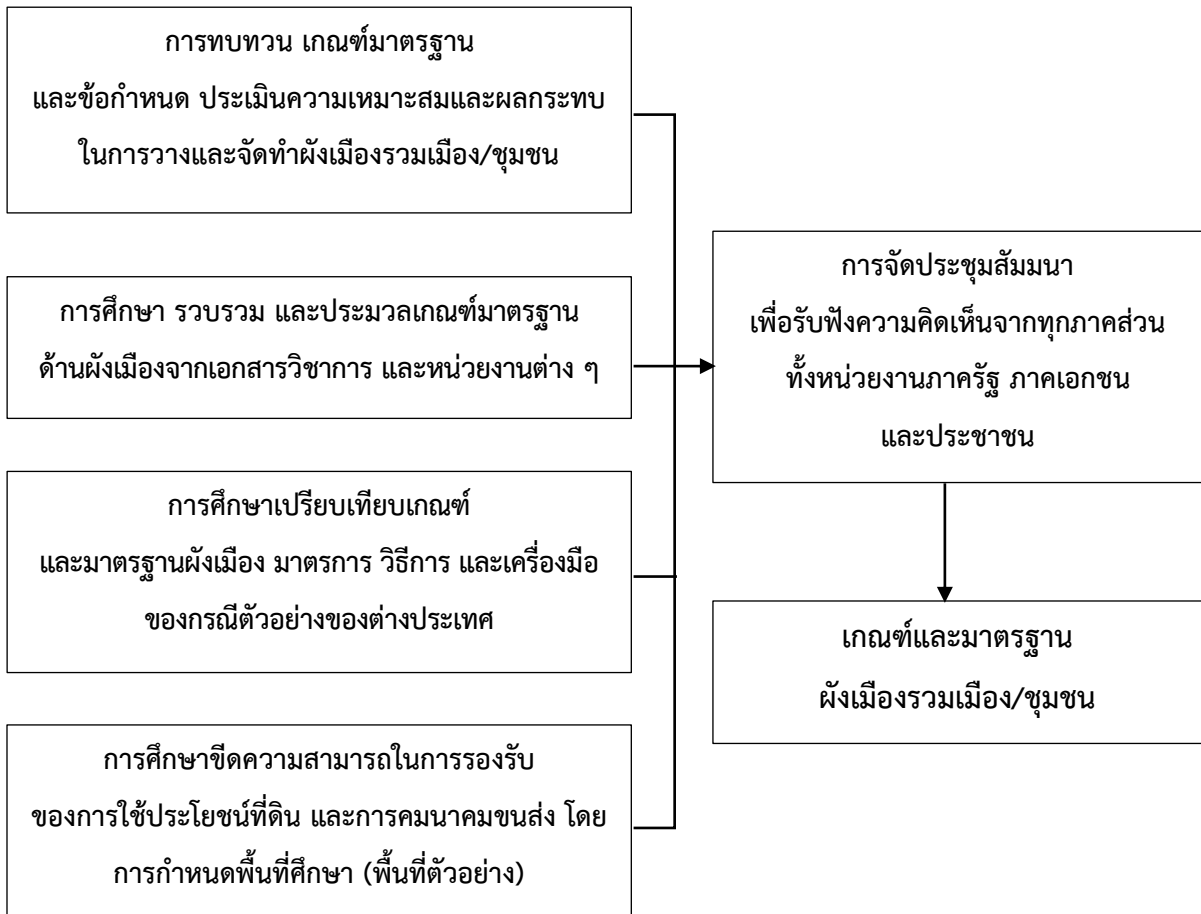 การทบทวน เกณฑ์มาตรฐาน
และข้อกำหนด ประเมินความเหมาะสมและผลกระทบ
ในการวางและจัดทำผังเมืองรวมเมือง/ชุมชน
การศึกษา รวบรวม และประมวลเกณฑ์มาตรฐาน
ด้านผังเมืองจากเอกสารวิชาการ และหน่วยงานต่าง ๆ
การศึกษาเปรียบเทียบเกณฑ์
และมาตรฐานผังเมือง มาตรการ วิธีการ และเครื่องมือ
ของกรณีตัวอย่างของต่างประเทศ
การศึกษาขีดความสามารถในการรองรับ
ของการใช้ประโยชน์ที่ดิน และการคมนาคมขนส่ง โดย
การกำหนดพื้นที่ศึกษา (พื้นที่ตัวอย่าง)
การจัดประชุมสัมมนา
เพื่อรับฟังความคิดเห็นจากทุกภาคส่วน
ทั้งหน่วยงานภาครัฐ ภาคเอกชน
และประชาชน
เกณฑ์และมาตรฐาน
ผังเมืองรวมเมือง/ชุมชน